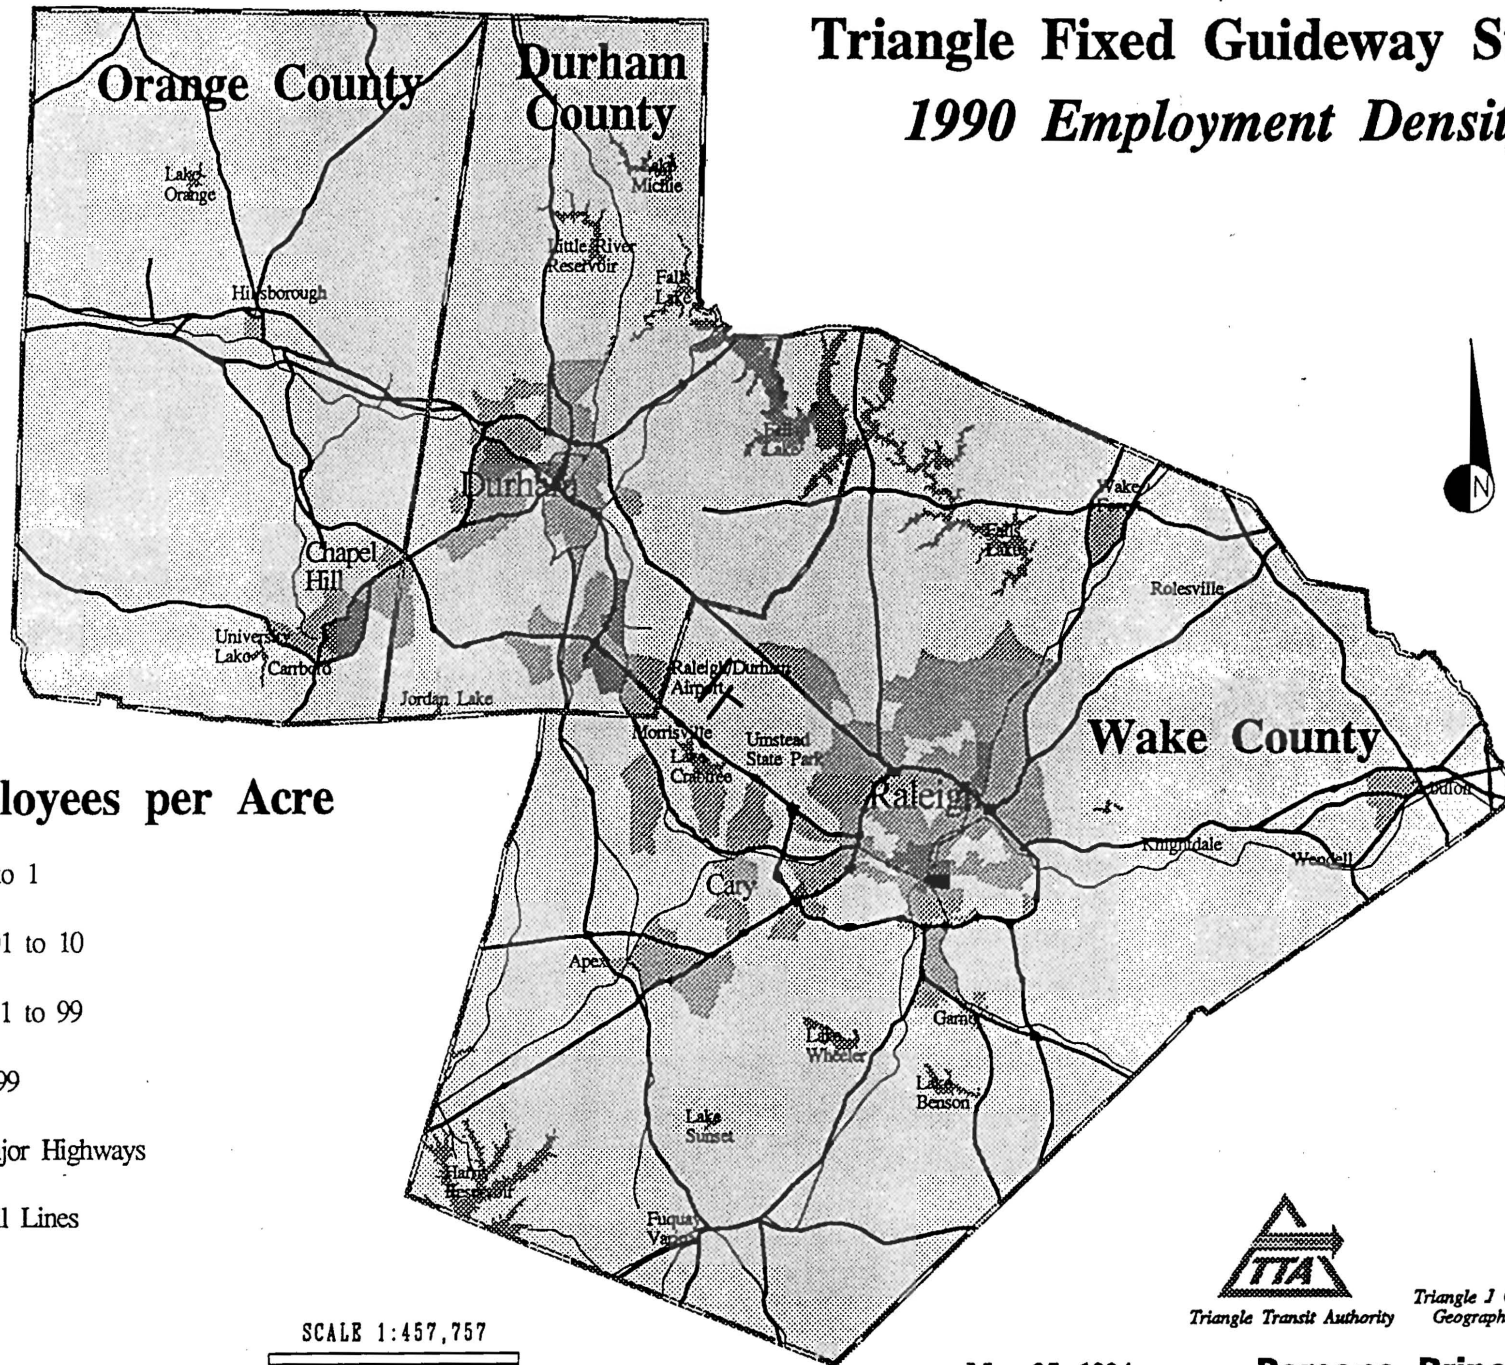 Triangle Fixed Guideway
1990 Employment
Orange County
Durham
County
Lake
Orange
Lake
Michie
Little River
Reservoir
Falls
Lake
Hillsborough
Falls
Lake
Durham
Wake
Forest
Falls
Lake
Chapel
Hill
Rolesville
University
Lake
Carrboro
Raleigh/Durham
Airport
Jordan Lake
Morrisville
Lake
Crabtree
Umstead
State Park
Wake County
Raleigh
Knightdale
Wendell
Cary
Apex
Garner
Lake
Wheeler
Lake
Benson
Lake
Sunset
Harris
Reservoir
Fuquay
Varina
loyees per Acre
o 1
1 to 10
1 to 99
99
jor Highways
l Lines
SCALE 1:457,757
N
TTA
Triangle Transit Authority
Triangle J
Geograph